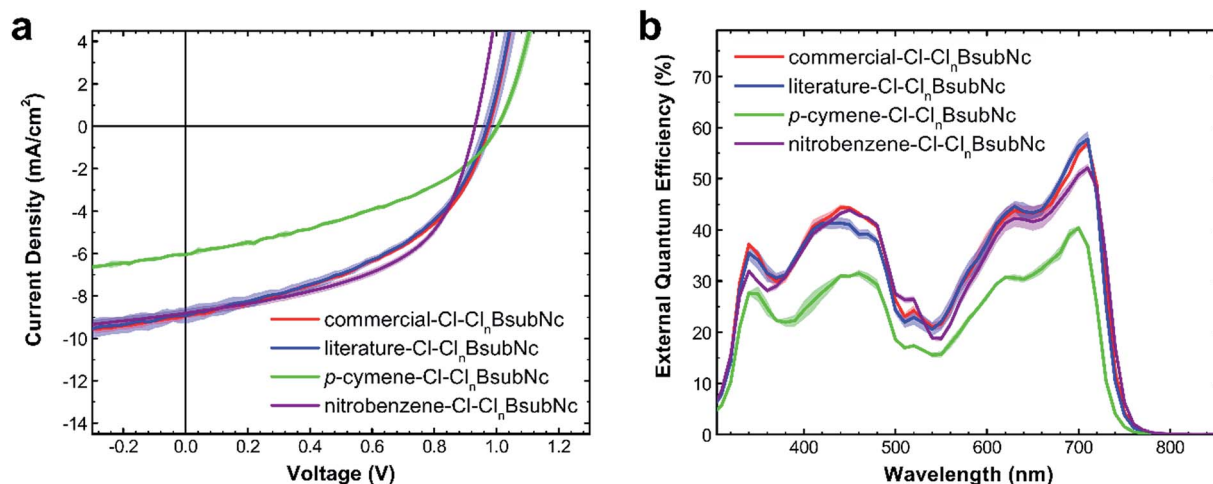 a
Current Density (mA/cm²)
4
2
0
-2
-4
-6
-8
-10
-12
-14
commercial-Cl-ClₙBsubNc
literature-Cl-ClₙBsubNc
p-cymene-Cl-ClₙBsubNc
nitrobenzene-Cl-ClₙBsubNc
-0.2 0.0 0.2 0.4 0.6 0.8 1.0 1.2
Voltage (V)
b
External Quantum Efficiency (%)
70
60
50
40
30
20
10
0
commercial-Cl-ClₙBsubNc
literature-Cl-ClₙBsubNc
p-cymene-Cl-ClₙBsubNc
nitrobenzene-Cl-ClₙBsubNc
400 500 600 700 800
Wavelength (nm)